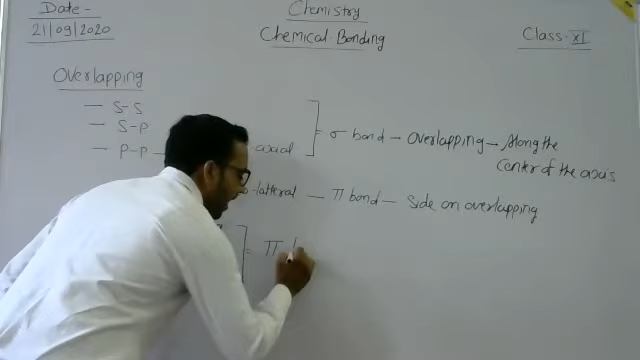 Date-
21/09/2020
Chemistry
Chemical Bonding
Class- XI
Overlapping
— S-S
— S-P
— P-P — axial
] = σ bond — Overlapping — Along the
center of the axis
lateral — π bond — Side on overlapping
] = π